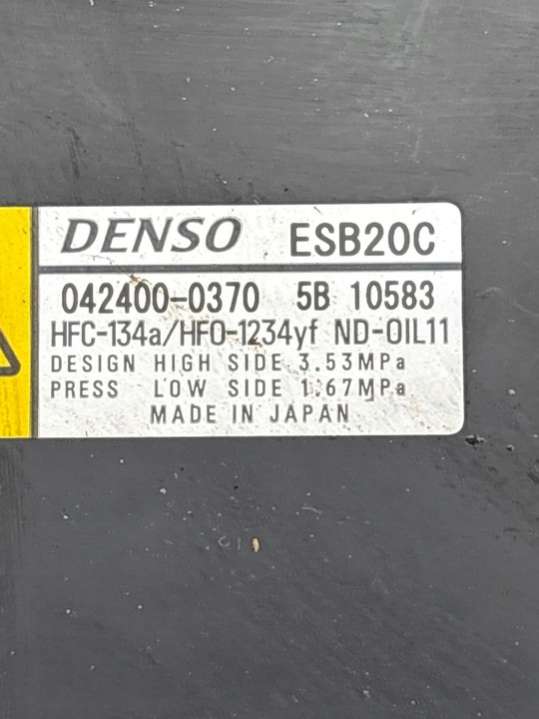 DENSO ESB20C
042400-0370 5B 10583
HFC-134a/HFO-1234yf ND-OIL11
DESIGN HIGH SIDE 3.53MPa
PRESS LOW SIDE 1.67MPa
MADE IN JAPAN